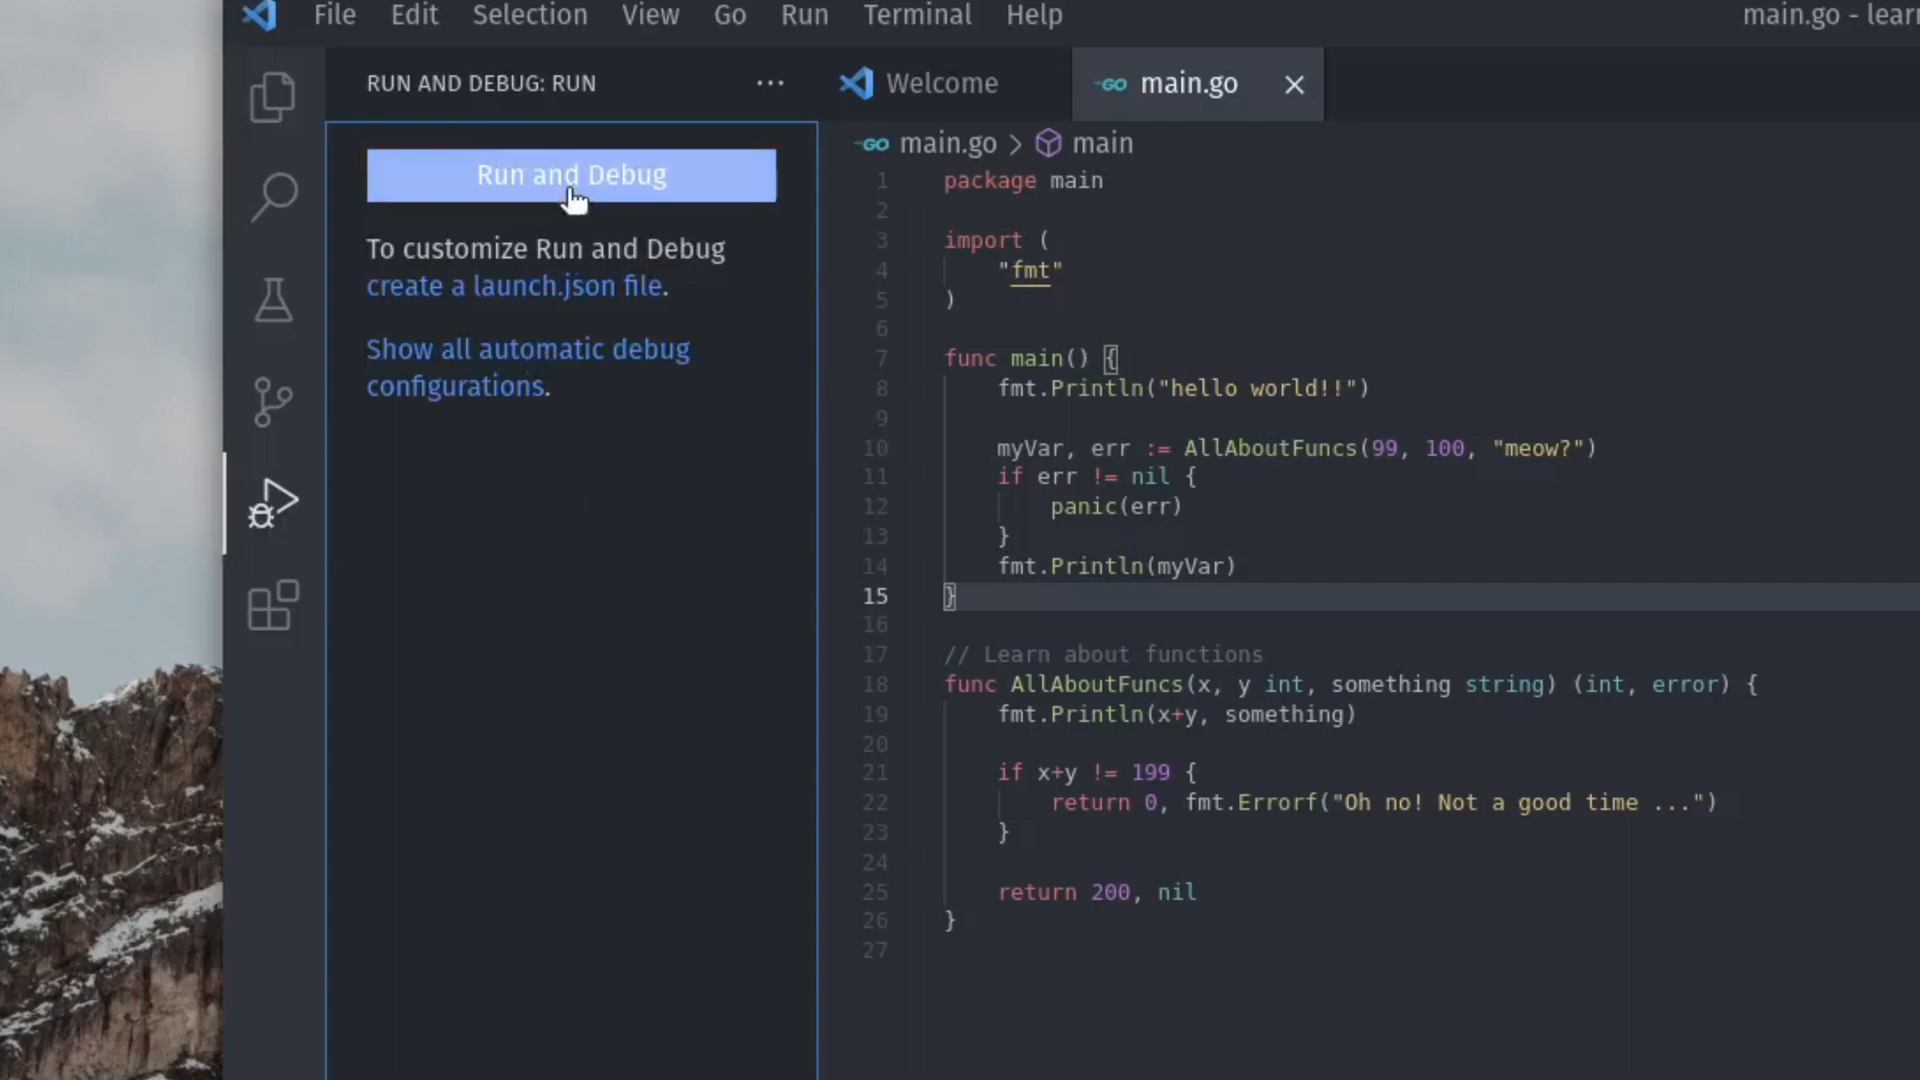 File Edit Selection View Go Run Terminal Help
main.go - lear
RUN AND DEBUG: RUN ...
Run and Debug
To customize Run and Debug
create a launch.json file.
Show all automatic debug
configurations.
Welcome
GO main.go
GO main.go > main
1 package main
2
3 import (
4 "fmt"
5 )
6
7 func main() {
8 fmt.Println("hello world!!")
9
10 myVar, err := AllAboutFuncs(99, 100, "meow?")
11 if err != nil {
12 panic(err)
13 }
14 fmt.Println(myVar)
15 }
16
17 // Learn about functions
18 func AllAboutFuncs(x, y int, something string) (int, error) {
19 fmt.Println(x+y, something)
20
21 if x+y != 199 {
22 return 0, fmt.Errorf("Oh no! Not a good time ...")
23 }
24
25 return 200, nil
26 }
27